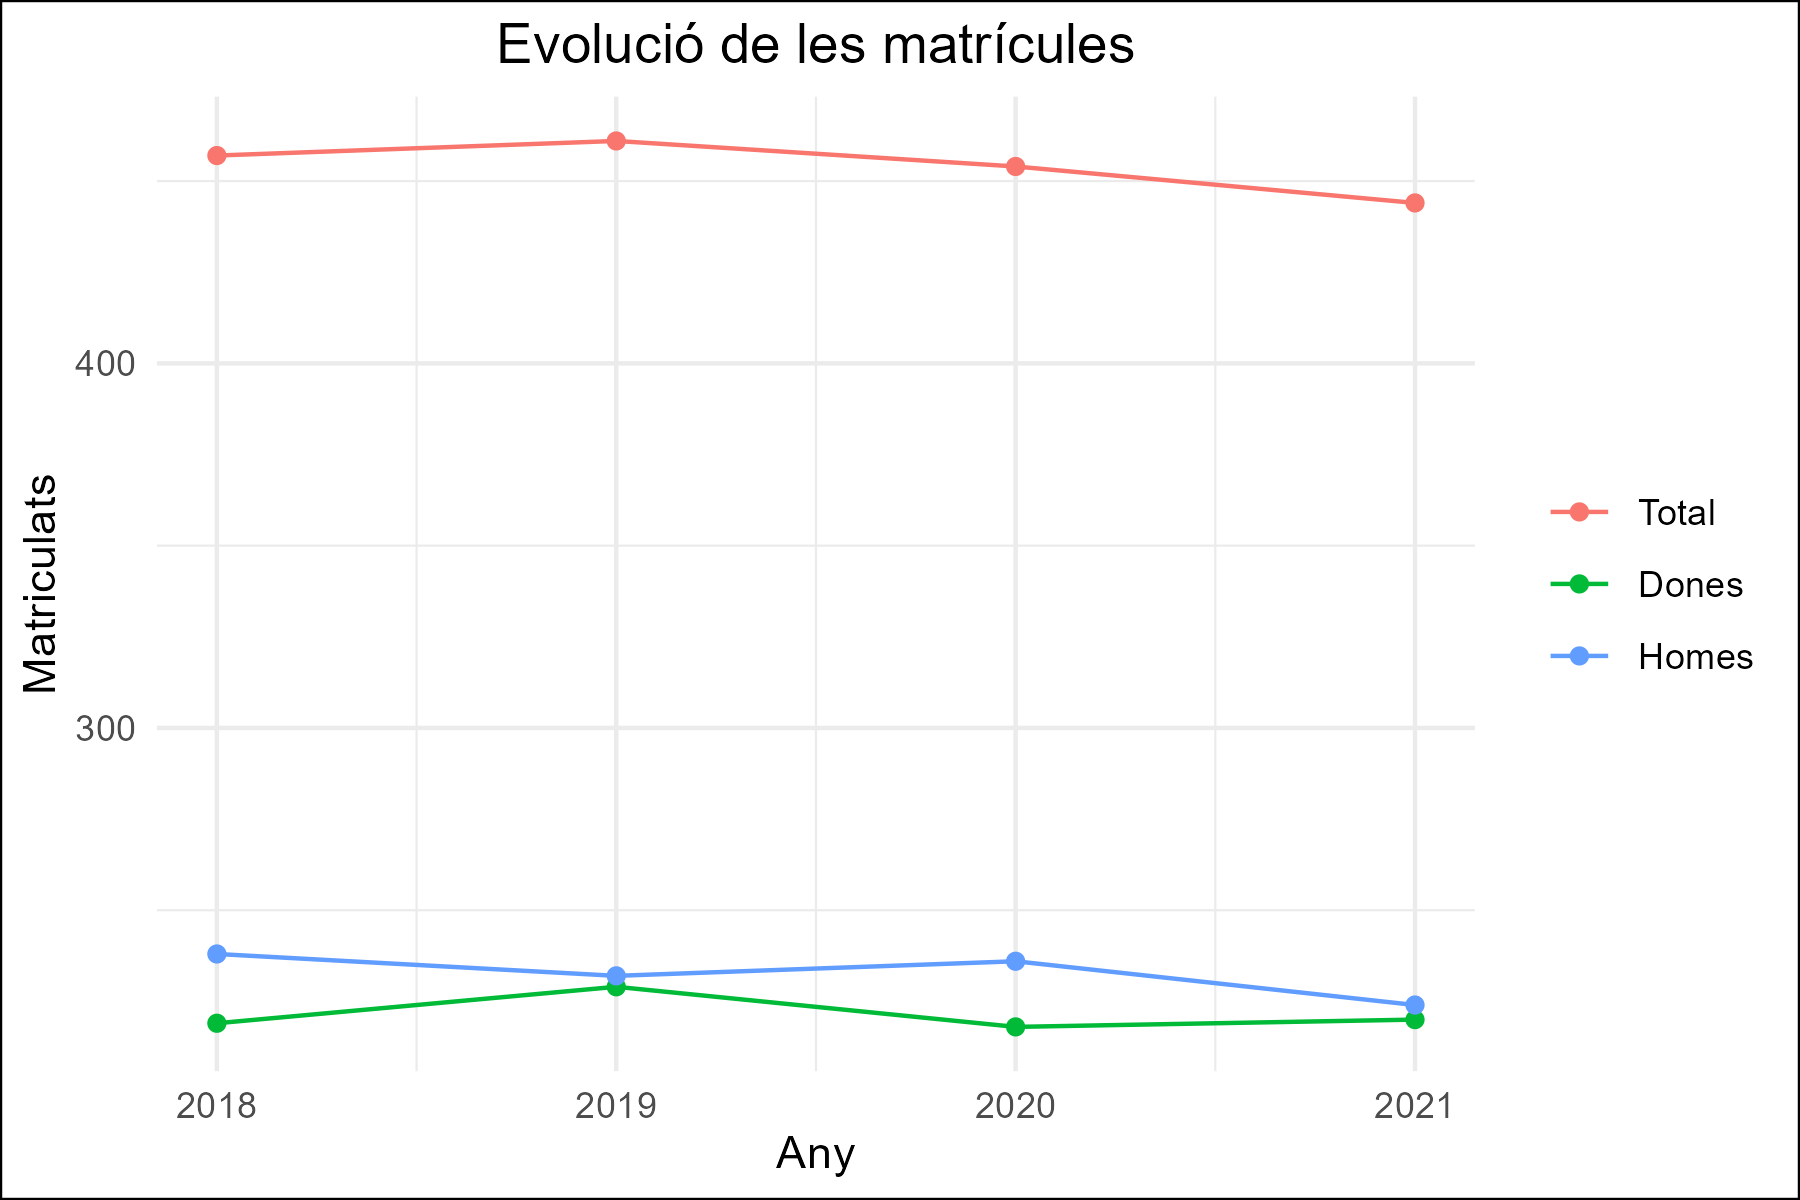 Evolució de les matrícules
Matriculats
400
300
2018
2019
2020
2021
Any
Total
Dones
Homes